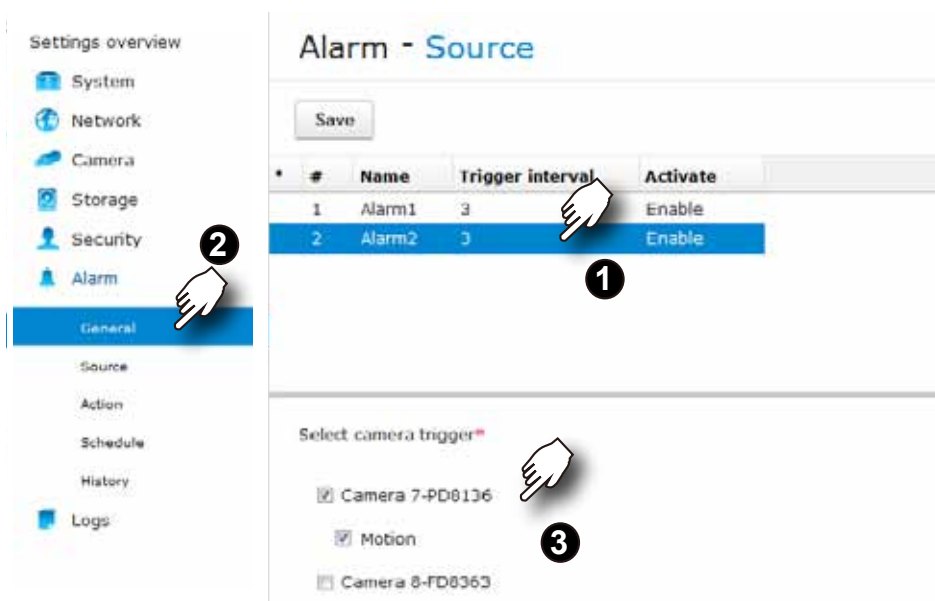 Settings overview
System
Network
Camera
Storage
Security
Alarm
General
Source
Action
Schedule
History
Logs
2
Alarm - Source
Save
* # Name Trigger interval Activate
1 Alarm1 3 Enable
2 Alarm2 3 Enable
1
Select camera trigger*
Camera 7-PD8136
Motion
3
Camera 8-FD8363